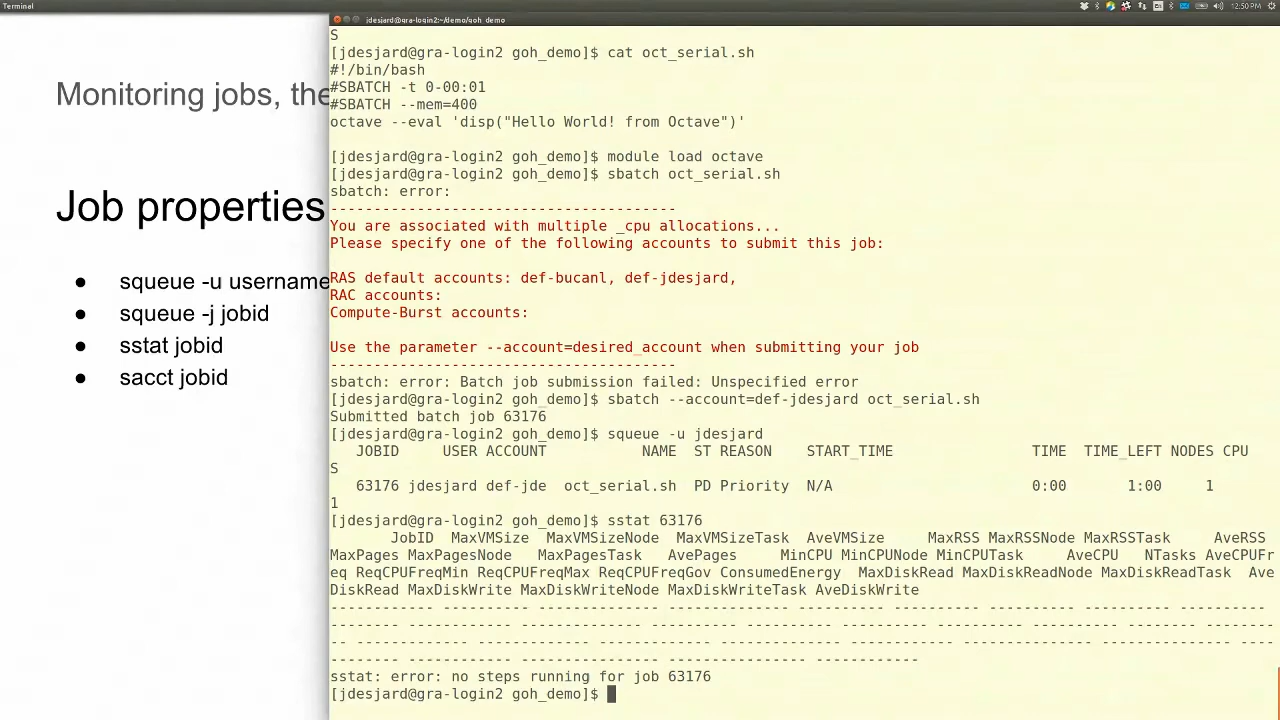 Terminal
12:50 PM
jdesjard@gra-login2:~/demo/goh_demo
Monitoring jobs, the
Job properties
● squeue -u username
● squeue -j jobid
● sstat jobid
● sacct jobid
S
[jdesjard@gra-login2 goh_demo]$ cat oct_serial.sh
#!/bin/bash
#SBATCH -t 0-00:01
#SBATCH --mem=400
octave --eval 'disp("Hello World! from Octave")'
[jdesjard@gra-login2 goh_demo]$ module load octave
[jdesjard@gra-login2 goh_demo]$ sbatch oct_serial.sh
sbatch: error:
----------------------------------------
You are associated with multiple _cpu allocations...
Please specify one of the following accounts to submit this job:
RAS default accounts: def-bucanl, def-jdesjard,
RAC accounts:
Compute-Burst accounts:
Use the parameter --account=desired_account when submitting your job
----------------------------------------
sbatch: error: Batch job submission failed: Unspecified error
[jdesjard@gra-login2 goh_demo]$ sbatch --account=def-jdesjard oct_serial.sh
Submitted batch job 63176
[jdesjard@gra-login2 goh_demo]$ squeue -u jdesjard
JOBID USER ACCOUNT NAME ST REASON START_TIME TIME TIME_LEFT NODES CPU
S
63176 jdesjard def-jde oct_serial.sh PD Priority N/A 0:00 1:00 1
1
[jdesjard@gra-login2 goh_demo]$ sstat 63176
JobID MaxVMSize MaxVMSizeNode MaxVMSizeTask AveVMSize MaxRSS MaxRSSNode MaxRSSTask AveRSS
MaxPages MaxPagesNode MaxPagesTask AvePages MinCPU MinCPUNode MinCPUTask AveCPU NTasks AveCPUFr
eq ReqCPUFreqMin ReqCPUFreqMax ReqCPUFreqGov ConsumedEnergy MaxDiskRead MaxDiskReadNode MaxDiskReadTask Ave
DiskRead MaxDiskWrite MaxDiskWriteNode MaxDiskWriteTask AveDiskWrite
------------ ---------- -------------- -------------- ---------- ---------- ---------- ---------- ----------
-------- ------------ -------------- ---------- ---------- ---------- ---------- ---------- -------- -------
-- ------------- ------------- ------------- -------------- ------------ --------------- --------------- ----
-------- ------------ ---------------- ---------------- ------------
sstat: error: no steps running for job 63176
[jdesjard@gra-login2 goh_demo]$